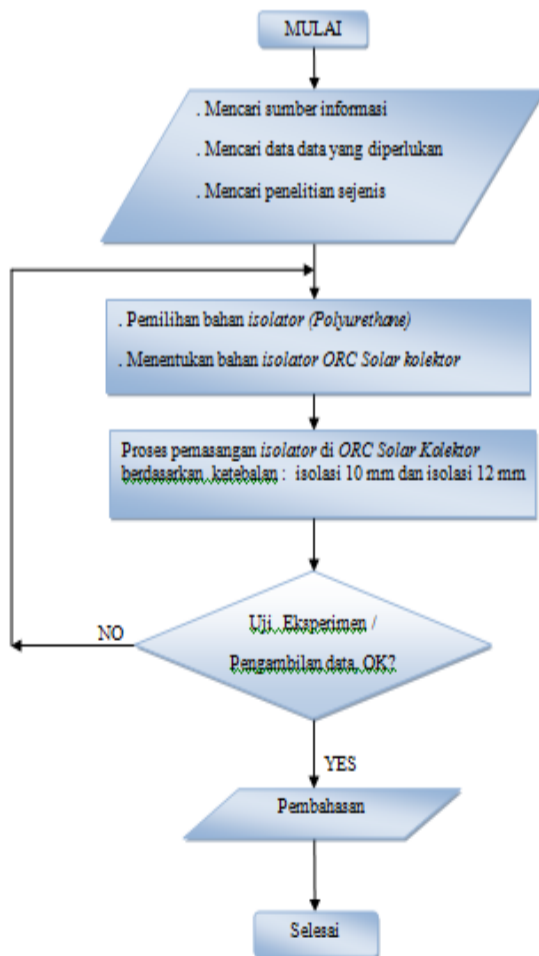 MULAI
. Mencari sumber informasi
. Mencari data data yang diperlukan
. Mencari penelitian sejenis
. Pemilihan bahan isolator (Polyurethane)
. Menentukan bahan isolator ORC Solar kolektor
Proses pemasangan isolator di ORC Solar Kolektor
berdasarkan ketebalan : isolasi 10 mm dan isolasi 12 mm
Uji Eksperimen /
Pengambilan data, OK?
NO
YES
Pembahasan
Selesai